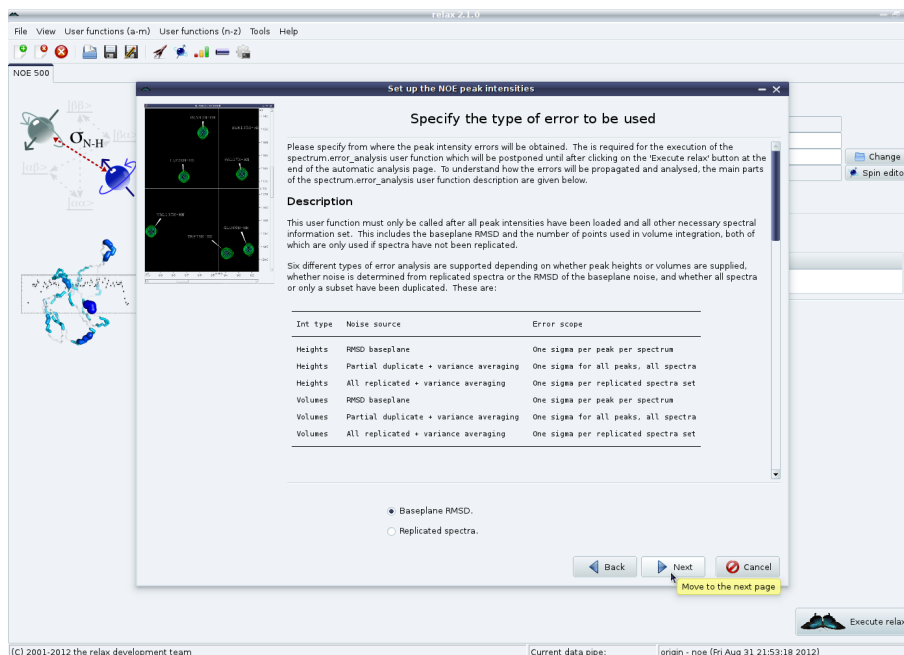 relax 2.1.0
File View User functions (a-m) User functions (n-z) Tools Help
NOE 500
σN-H
Set up the NOE peak intensities
Specify the type of error to be used
Please specify from where the peak intensity errors will be obtained. The is required for the execution of the
spectrum.error_analysis user function which will be postponed until after clicking on the 'Execute relax' button at the
end of the automatic analysis page. To understand how the errors will be propagated and analysed, the main parts
of the spectrum.error_analysis user function description are given below.
Description
This user function must only be called after all peak intensities have been loaded and all other necessary spectral
information set. This includes the baseplane RMSD and the number of points used in volume integration, both of
which are only used if spectra have not been replicated.
Six different types of error analysis are supported depending on whether peak heights or volumes are supplied,
whether noise is determined from replicated spectra or the RMSD of the baseplane noise, and whether all spectra
or only a subset have been duplicated. These are:
Int type Noise source Error scope
Heights RMSD baseplane One sigma per peak per spectrum
Heights Partial duplicate + variance averaging One sigma for all peaks, all spectra
Heights All replicated + variance averaging One sigma per replicated spectra set
Volumes RMSD baseplane One sigma per peak per spectrum
Volumes Partial duplicate + variance averaging One sigma for all peaks, all spectra
Volumes All replicated + variance averaging One sigma per replicated spectra set
Baseplane RMSD.
Replicated spectra.
Back Next Cancel
Move to the next page
Change
Spin edito
Execute relax
(C) 2001-2012 the relax development team Current data pipe: origin - noe (Fri Aug 31 21:53:18 2012)